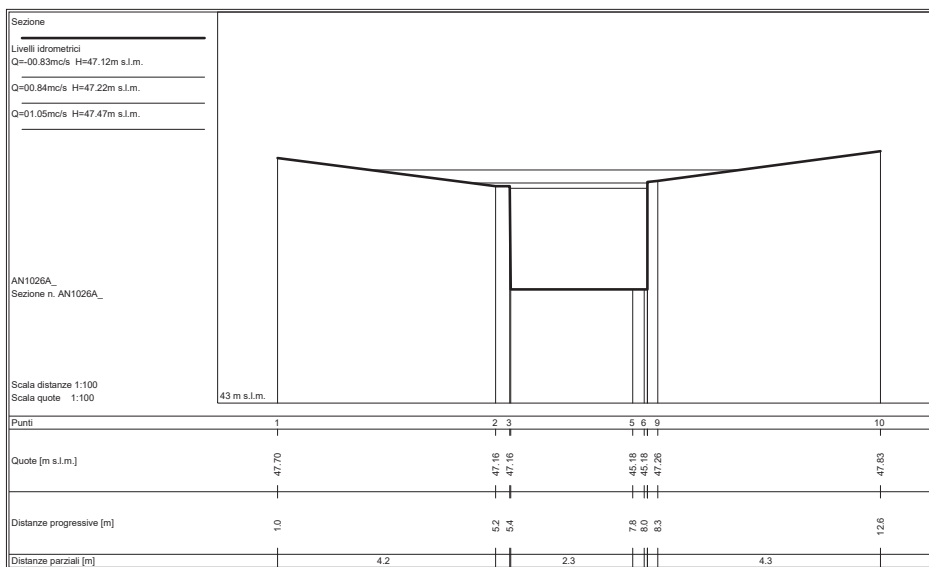 Sezione
Livelli idrometrici
Q=-00.83mc/s H=47.12m s.l.m.
Q=00.84mc/s H=47.22m s.l.m.
Q=01.05mc/s H=47.47m s.l.m.
AN1026A_
Sezione n. AN1026A_
Scala distanze 1:100
Scala quote 1:100
43 m s.l.m.
Punti 1 2 3 5 6 9 10
Quote [m s.l.m.] 47.70 47.16 47.16 45.18 45.18 47.26 47.83
Distanze progressive [m] 1.0 5.2 5.4 7.8 8.0 8.3 12.6
Distanze parziali [m] 4.2 2.3 4.3